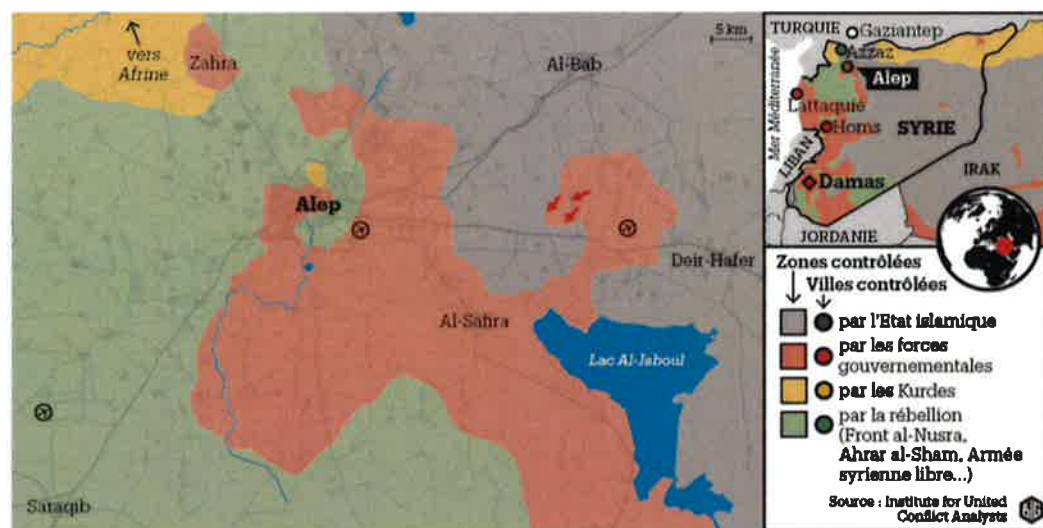 vers
Afrine
Zahra
Al-Bab
5 km
Alep
Deir-Hafer
Al-Safira
Lac Al-Jaboul
Saraqib
TURQUIE
Gaziantep
Azzaz
Alep
Mer Méditerranée
Lattaquié
Homs
SYRIE
LIBAN
Damas
IRAK
JORDANIE
Zones contrôlées
Villes contrôlées
par l'Etat islamique
par les forces
gouvernementales
par les Kurdes
par la rébellion
(Front al-Nusra,
Ahrar al-Sham, Armée
syrienne libre...)
Source : Institute for United
Conflict Analysts